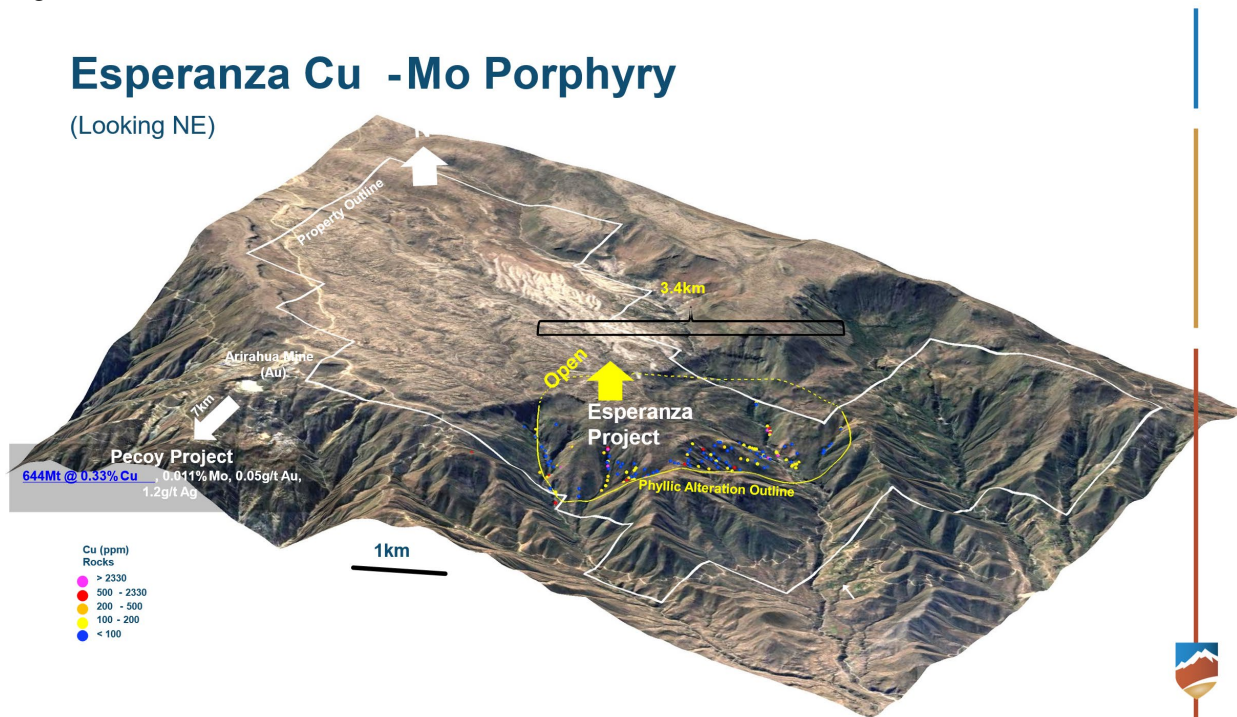 Esperanza Cu -Mo Porphyry
(Looking NE)
Property Outline
3.4km
Open
Arirahua Mine
(Au)
7km
Esperanza
Project
Pecoy Project
644Mt @ 0.33% Cu , 0.011% Mo, 0.05g/t Au,
1.2g/t Ag
Phyllic Alteration Outline
1km
Cu (ppm)
Rocks
> 2330
500 - 2330
200 - 500
100 - 200
< 100